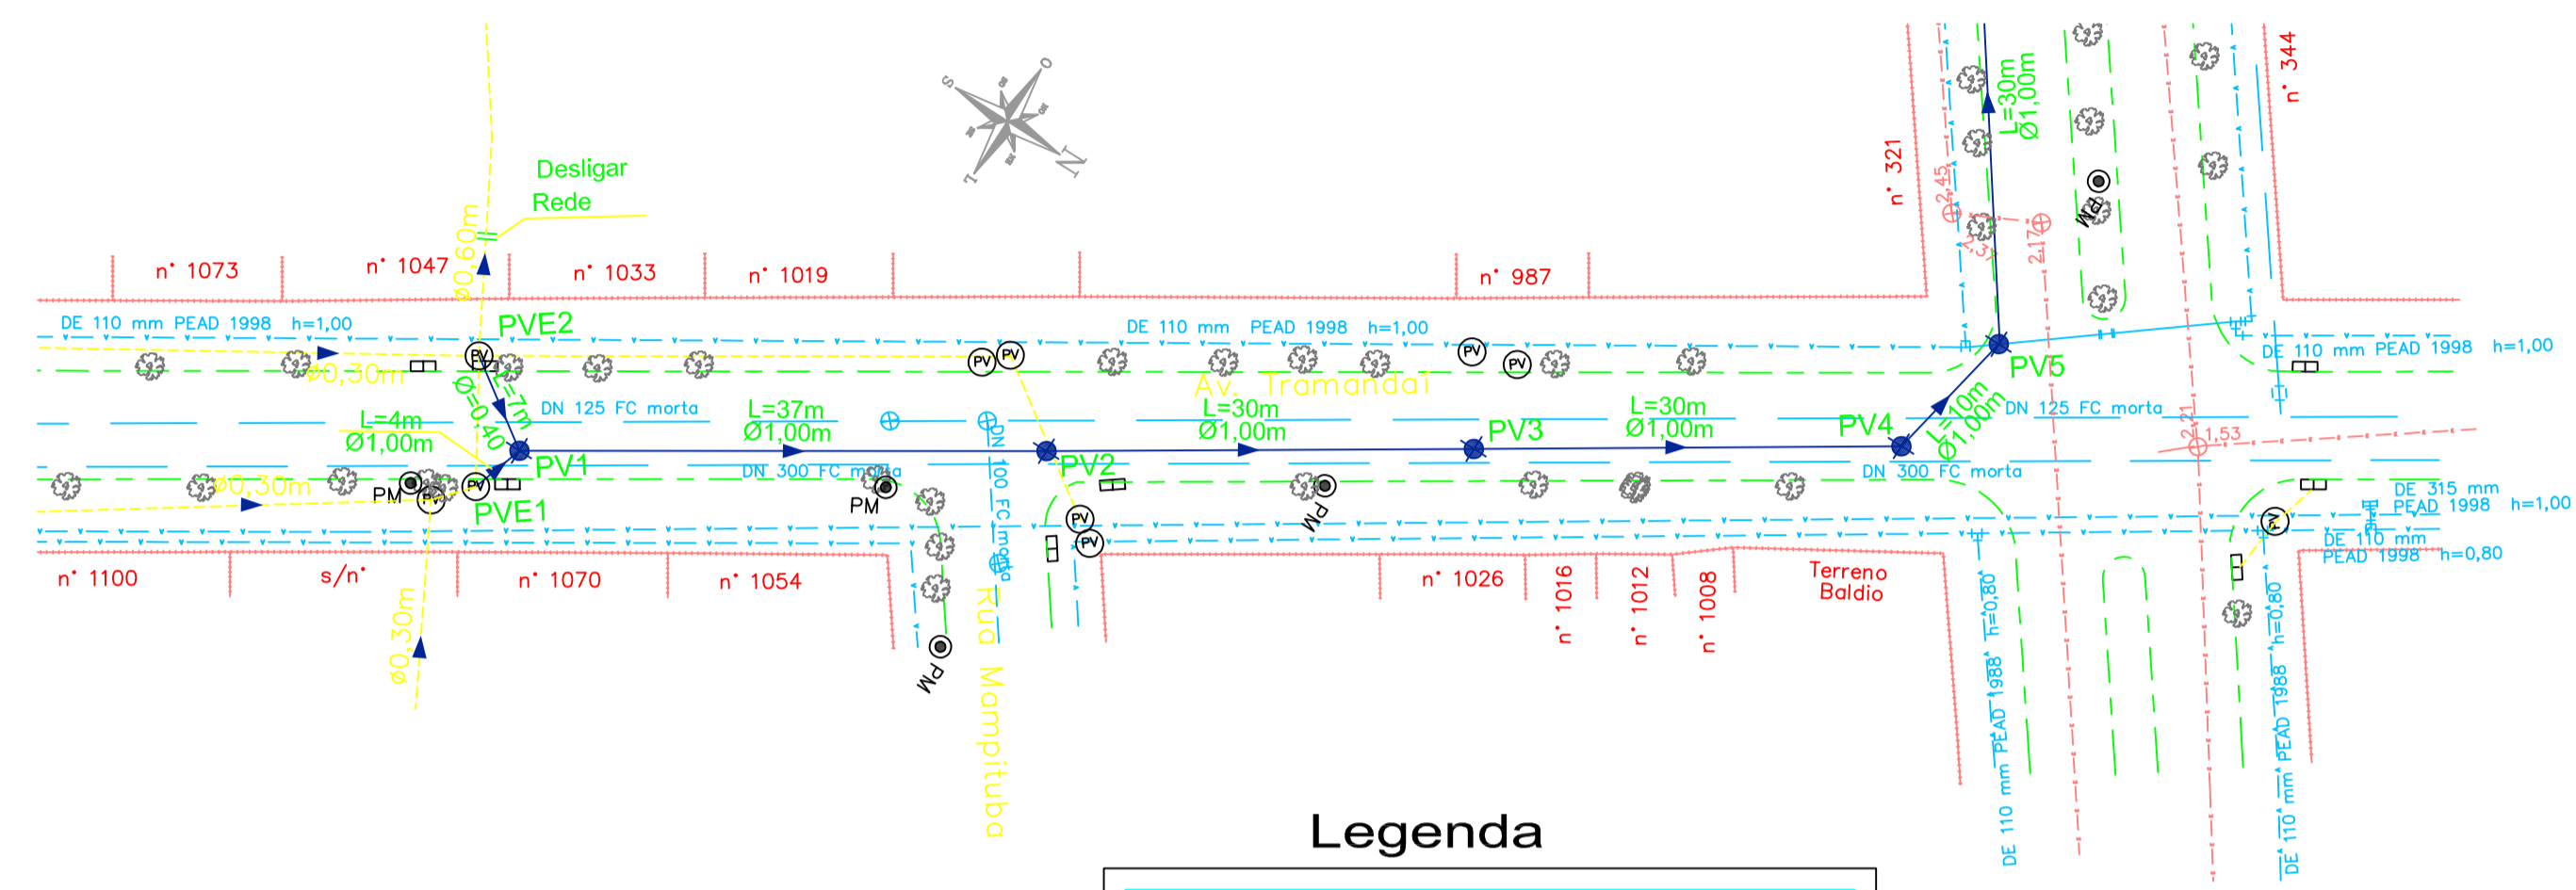 S
O
N
L
Desligar
Rede
ø0,60m
n° 1073
n° 1047
n° 1033
n° 1019
n° 987
n° 321
n° 344
L=30m
Ø1,00m
2,45
2,17
DE 110 mm PEAD 1998 h=1,00
PVE2
DE 110 mm PEAD 1998 h=1,00
PV
PV
PV
PV
PV
PV5
DE 110 mm PEAD 1998 h=1,00
PM
ø0,30m
Av. Tramandaí
L=7m
Ø=0,40
L=4m
Ø1,00m
DN 125 FC morta
L=37m
Ø1,00m
L=30m
Ø1,00m
L=30m
Ø1,00m
L=10m
Ø1,00m
DN 125 FC morta
PV1
PV2
PV3
PV4
2,21
1,53
DN 300 FC morta
DN 100 FC morta
DN 300 FC morta
ø0,30m
PM
PV
PV
PVE1
PM
PM
PV
PV
PV
DE 315 mm
PEAD 1998 h=1,00
DE 110 mm
PEAD 1998 h=0,80
n° 1100
s/n°
n° 1070
n° 1054
n° 1026
n° 1016
n° 1012
n° 1008
Terreno
Baldio
ø0,30m
PM
Rua Mampituba
DE 110 mm PEAD 1988 h=0,80
DE 110 mm PEAD 1988 h=0,80
Legenda